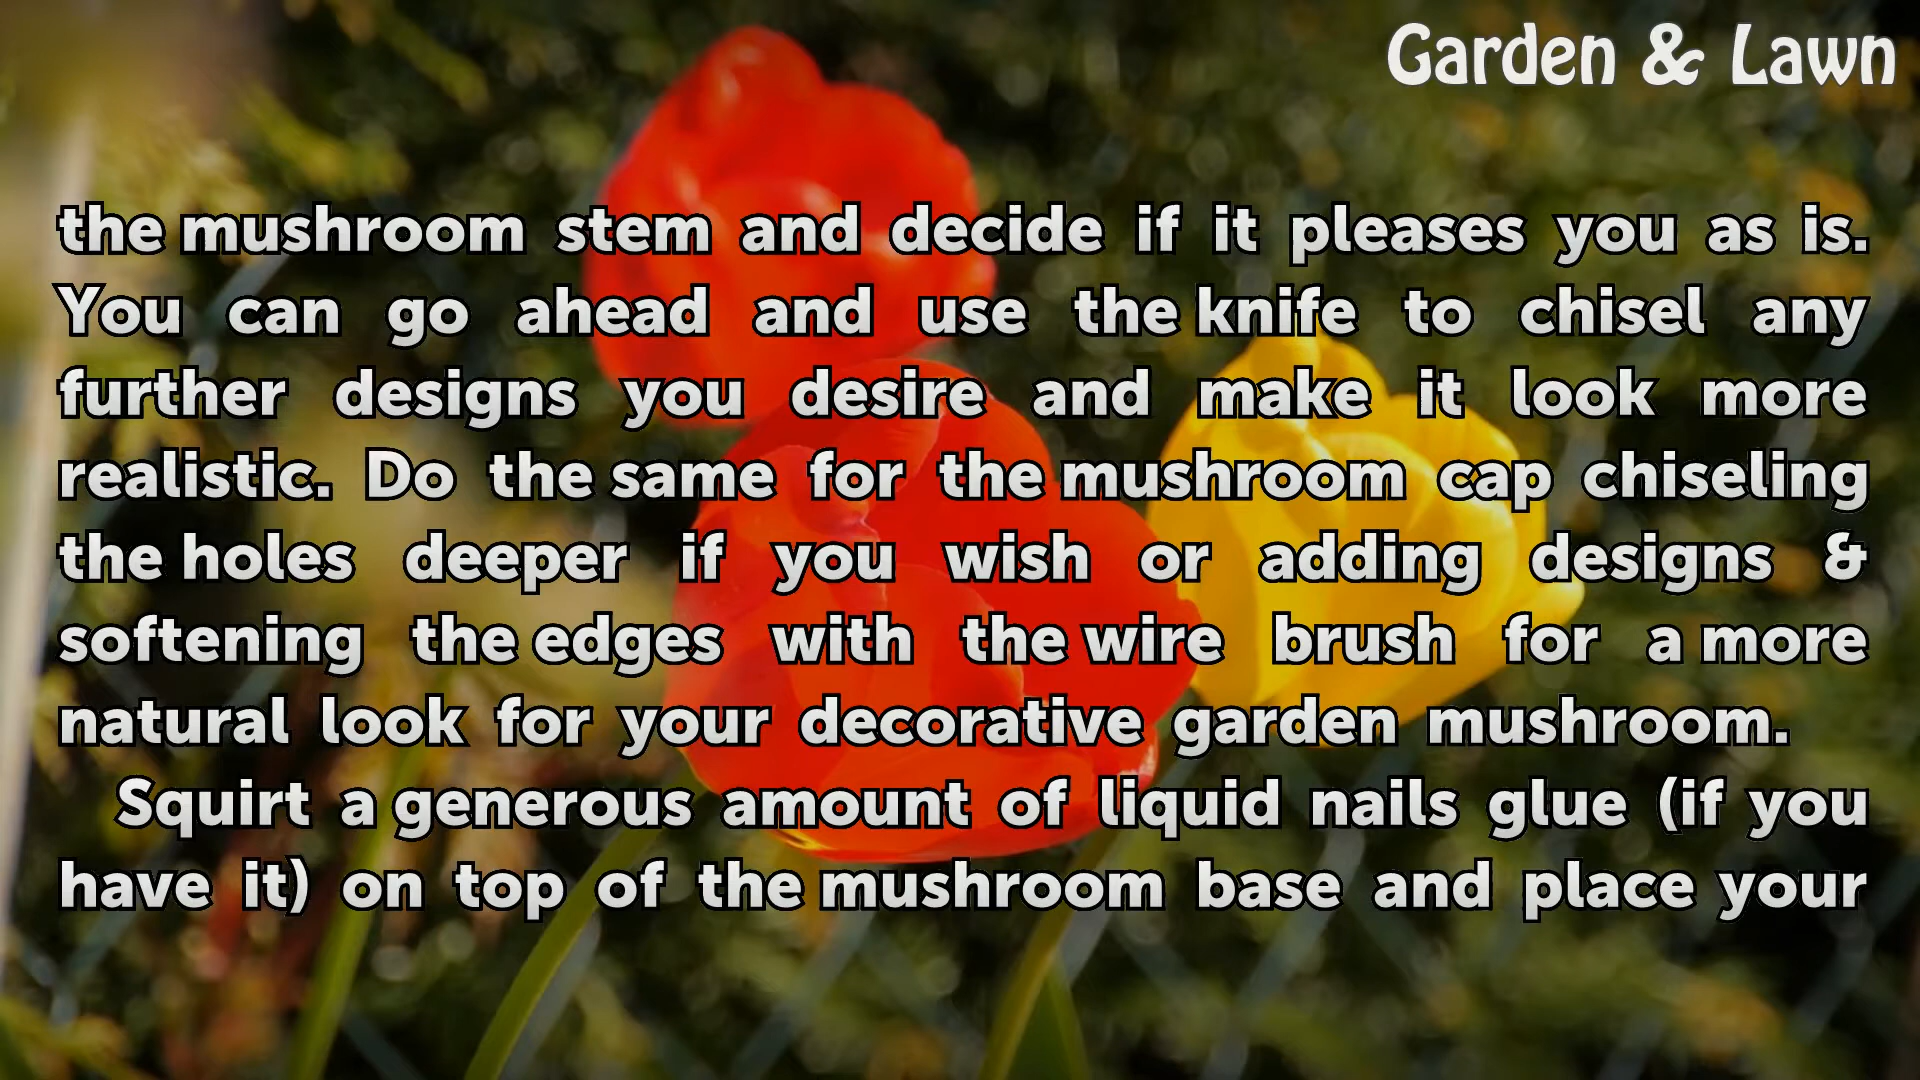 Garden & Lawn
the mushroom stem and decide if it pleases you as is.
You can go ahead and use the knife to chisel any
further designs you desire and make it look more
realistic. Do the same for the mushroom cap chiseling
the holes deeper if you wish or adding designs &
softening the edges with the wire brush for a more
natural look for your decorative garden mushroom.
Squirt a generous amount of liquid nails glue (if you
have it) on top of the mushroom base and place your